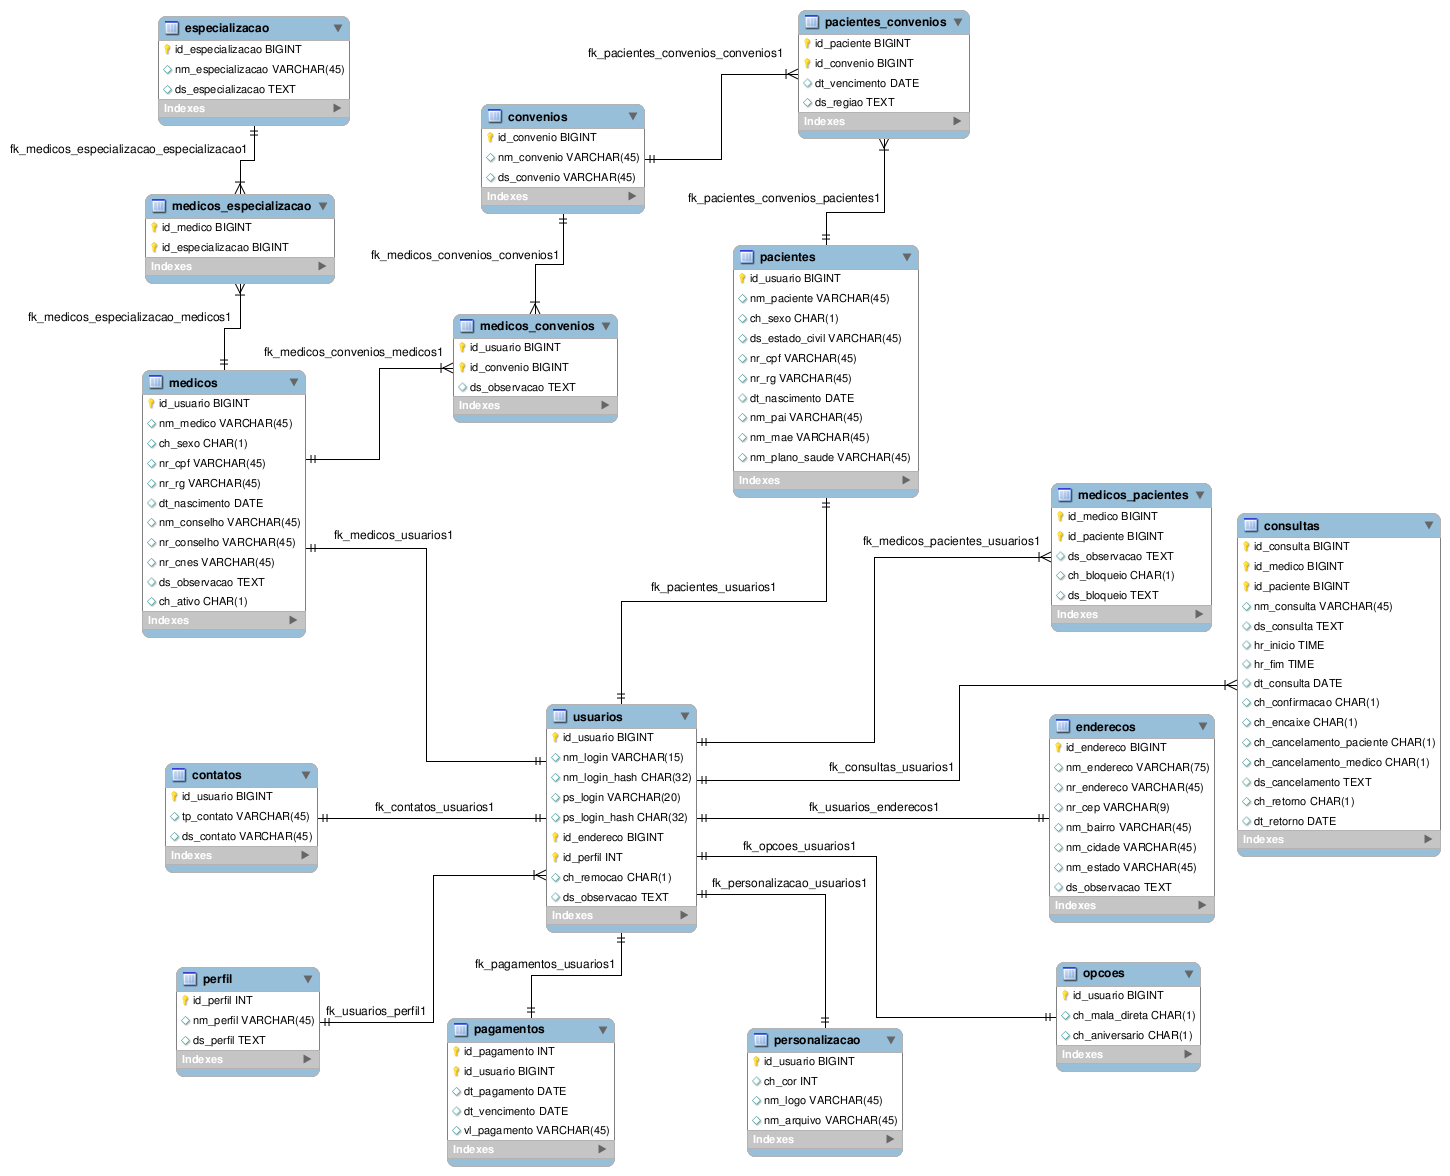 especializacao
id_especializacao BIGINT
nm_especializacao VARCHAR(45)
ds_especializacao TEXT
Indexes
fk_medicos_especializacao_especializacao1
medicos_especializacao
id_medico BIGINT
id_especializacao BIGINT
Indexes
fk_medicos_especializacao_medicos1
medicos
id_usuario BIGINT
nm_medico VARCHAR(45)
ch_sexo CHAR(1)
nr_cpf VARCHAR(45)
nr_rg VARCHAR(45)
dt_nascimento DATE
nm_conselho VARCHAR(45)
nr_conselho VARCHAR(45)
nr_cnes VARCHAR(45)
ds_observacao TEXT
ch_ativo CHAR(1)
Indexes
convenios
id_convenio BIGINT
nm_convenio VARCHAR(45)
ds_convenio VARCHAR(45)
Indexes
fk_medicos_convenios_convenios1
medicos_convenios
id_usuario BIGINT
id_convenio BIGINT
ds_observacao TEXT
Indexes
fk_medicos_convenios_medicos1
fk_pacientes_convenios_convenios1
pacientes_convenios
id_paciente BIGINT
id_convenio BIGINT
dt_vencimento DATE
ds_regiao TEXT
Indexes
fk_pacientes_convenios_pacientes1
pacientes
id_usuario BIGINT
nm_paciente VARCHAR(45)
ch_sexo CHAR(1)
ds_estado_civil VARCHAR(45)
nr_cpf VARCHAR(45)
nr_rg VARCHAR(45)
dt_nascimento DATE
nm_pai VARCHAR(45)
nm_mae VARCHAR(45)
nm_plano_saude VARCHAR(45)
Indexes
fk_medicos_usuarios1
fk_pacientes_usuarios1
fk_medicos_pacientes_usuarios1
medicos_pacientes
id_medico BIGINT
id_paciente BIGINT
ds_observacao TEXT
ch_bloqueio CHAR(1)
ds_bloqueio TEXT
Indexes
consultas
id_consulta BIGINT
id_medico BIGINT
id_paciente BIGINT
nm_consulta VARCHAR(45)
ds_consulta TEXT
hr_inicio TIME
hr_fim TIME
dt_consulta DATE
ch_confirmacao CHAR(1)
ch_encaixe CHAR(1)
ch_cancelamento_paciente CHAR(1)
ch_cancelamento_medico CHAR(1)
ds_cancelamento TEXT
ch_retorno CHAR(1)
dt_retorno DATE
Indexes
usuarios
id_usuario BIGINT
nm_login VARCHAR(15)
nm_login_hash CHAR(32)
ps_login VARCHAR(20)
ps_login_hash CHAR(32)
id_endereco BIGINT
id_perfil INT
ch_remocao CHAR(1)
ds_observacao TEXT
Indexes
fk_consultas_usuarios1
fk_usuarios_enderecos1
fk_opcoes_usuarios1
fk_personalizacao_usuarios1
enderecos
id_endereco BIGINT
nm_endereco VARCHAR(75)
nr_endereco VARCHAR(45)
nr_cep VARCHAR(9)
nm_bairro VARCHAR(45)
nm_cidade VARCHAR(45)
nm_estado VARCHAR(45)
ds_observacao TEXT
Indexes
contatos
id_usuario BIGINT
tp_contato VARCHAR(45)
ds_contato VARCHAR(45)
Indexes
fk_contatos_usuarios1
perfil
id_perfil INT
nm_perfil VARCHAR(45)
ds_perfil TEXT
Indexes
fk_usuarios_perfil1
fk_pagamentos_usuarios1
pagamentos
id_pagamento INT
id_usuario BIGINT
dt_pagamento DATE
dt_vencimento DATE
vl_pagamento VARCHAR(45)
Indexes
personalizacao
id_usuario BIGINT
ch_cor INT
nm_logo VARCHAR(45)
nm_arquivo VARCHAR(45)
Indexes
opcoes
id_usuario BIGINT
ch_mala_direta CHAR(1)
ch_aniversario CHAR(1)
Indexes